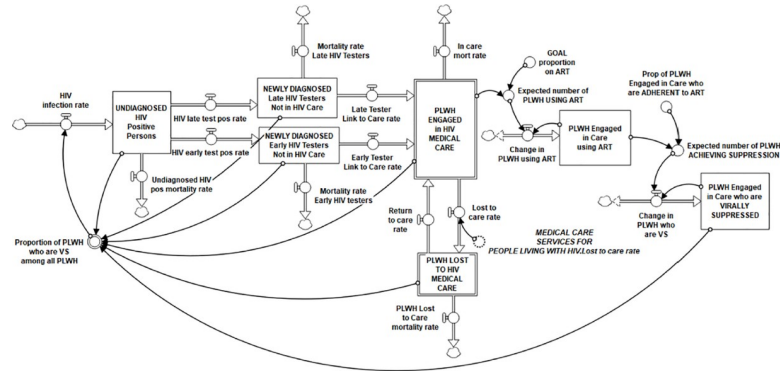 Mortality rate
Late HIV Testers
In care
mort rate
GOAL
proportion
on ART
HIV
infection rate
UNDIAGNOSED
HIV
Positive
Persons
HIV late test pos rate
HIV early test pos rate
NEWLY DIAGNOSED
Late HIV Testers
Not in HIV Care
Late Tester
Link to Care rate
NEWLY DIAGNOSED
Early HIV Testers
Not in HIV Care
Early Tester
Link to Care rate
PLWH
ENGAGED
in HIV
MEDICAL
CARE
Expected number of
PLWH USING ART
Prop of PLWH
Engaged in Care who
are ADHERENT to ART
Change in
PLWH using ART
PLWH Engaged
in Care
using ART
Expected number of PLWH
ACHIEVING SUPPRESSION
Undiagnosed HIV
pos mortality rate
Mortality rate
Early HIV testers
Return to
care rate
Lost to
care rate
Change in
PLWH who
are VS
PLWH Engaged
in Care who are
VIRALLY
SUPPRESSED
Proportion of PLWH
who are VS
among all PLWH
MEDICAL CARE
SERVICES FOR
PEOPLE LIVING WITH HIV.Lost to care rate
PLWH LOST
TO HIV
MEDICAL
CARE
PLWH Lost
to Care
mortality rate